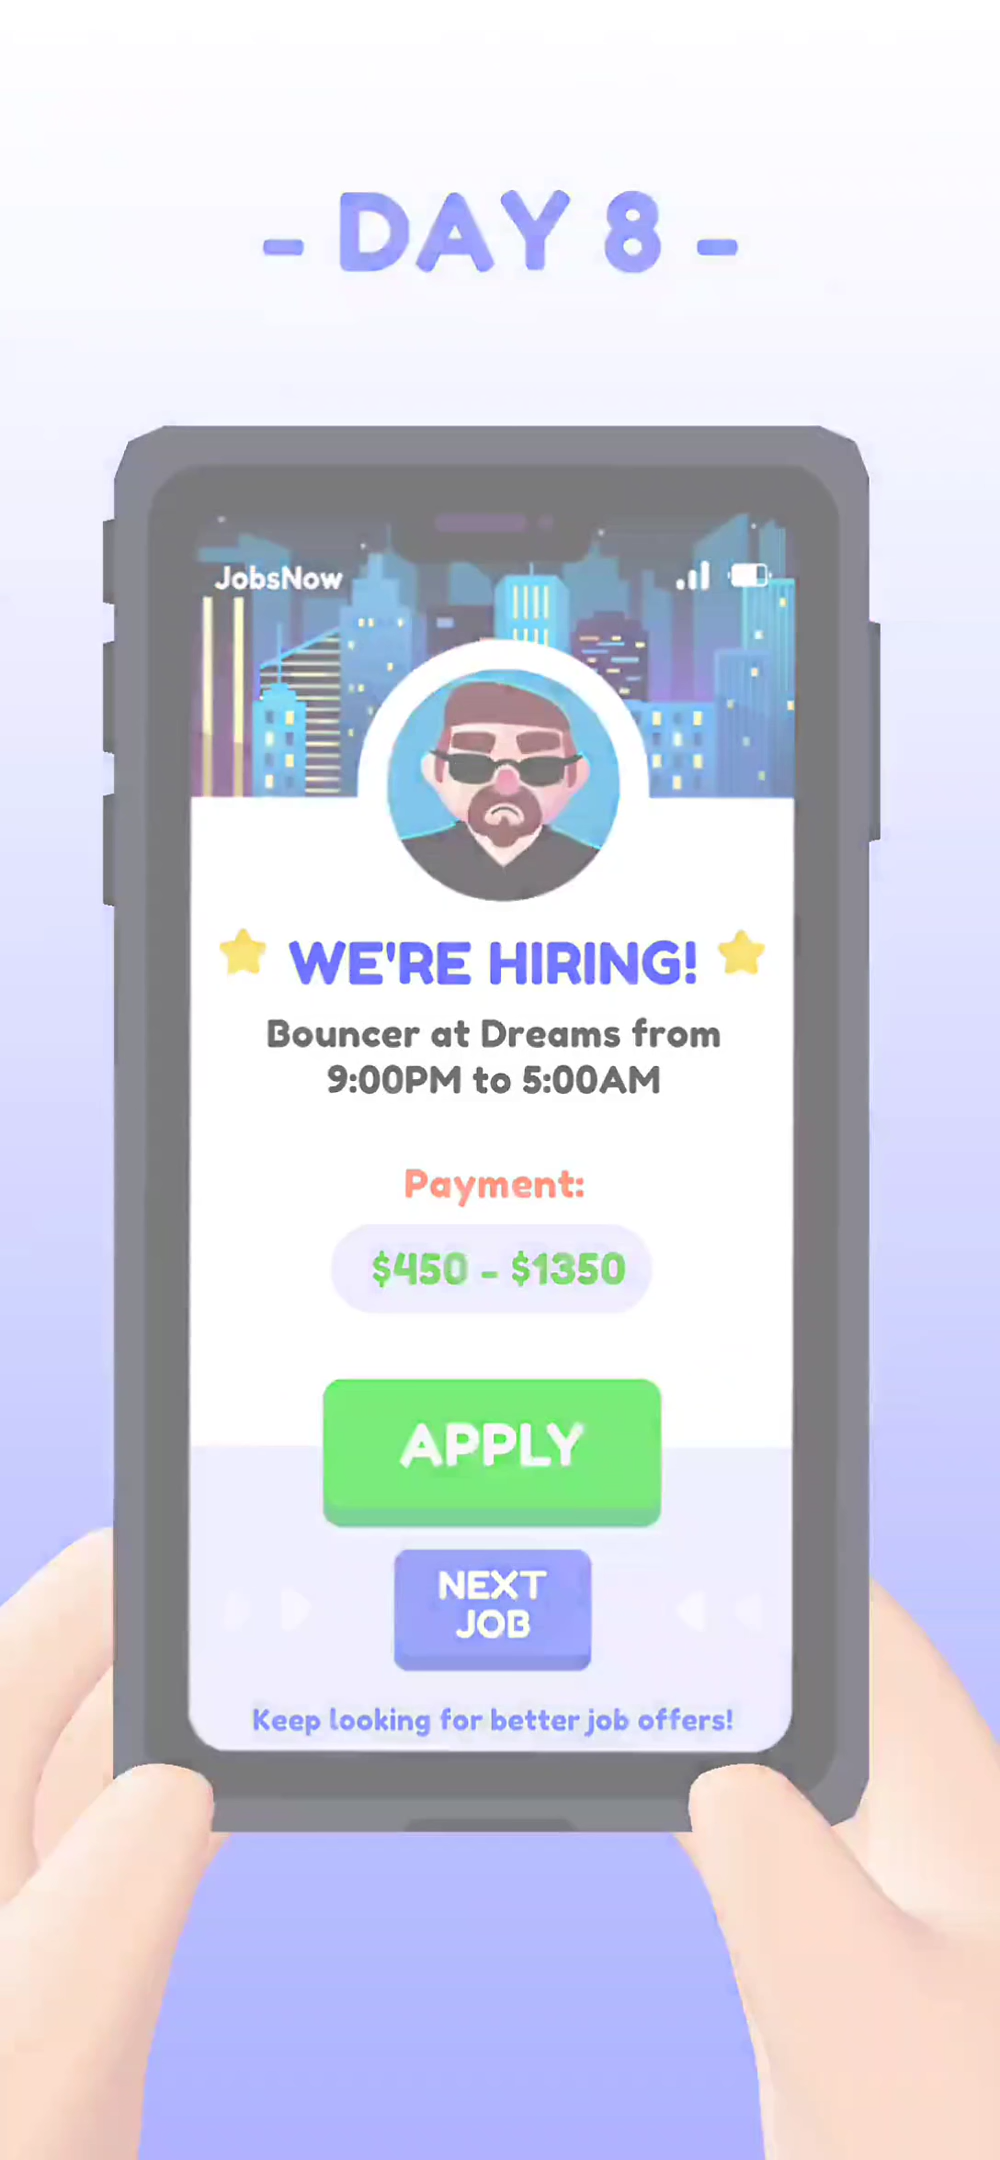 - DAY 8 -
JobsNow
WE'RE HIRING!
Bouncer at Dreams from
9:00PM to 5:00AM
Payment:
$450 - $1350
APPLY
NEXT
JOB
Keep looking for better job offers!